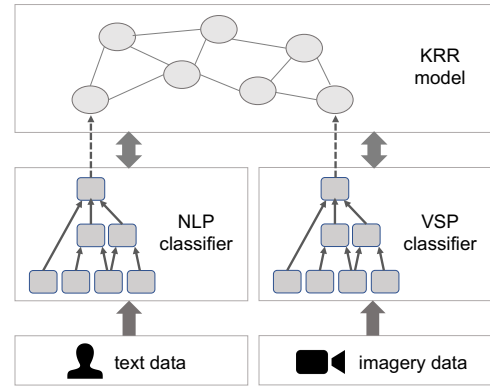 KRR
model
NLP
classifier
VSP
classifier
text data
imagery data